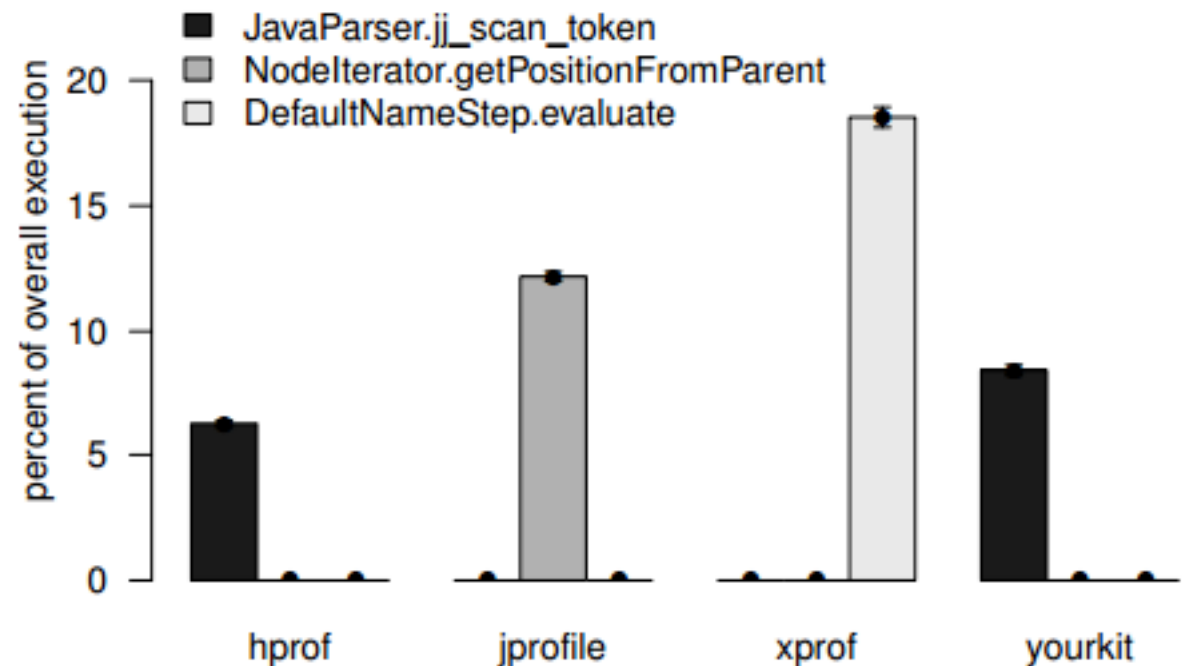 JavaParser.jj_scan_token
NodeIterator.getPositionFromParent
DefaultNameStep.evaluate
percent of overall execution
20
15
10
5
0
hprof
jprofile
xprof
yourkit